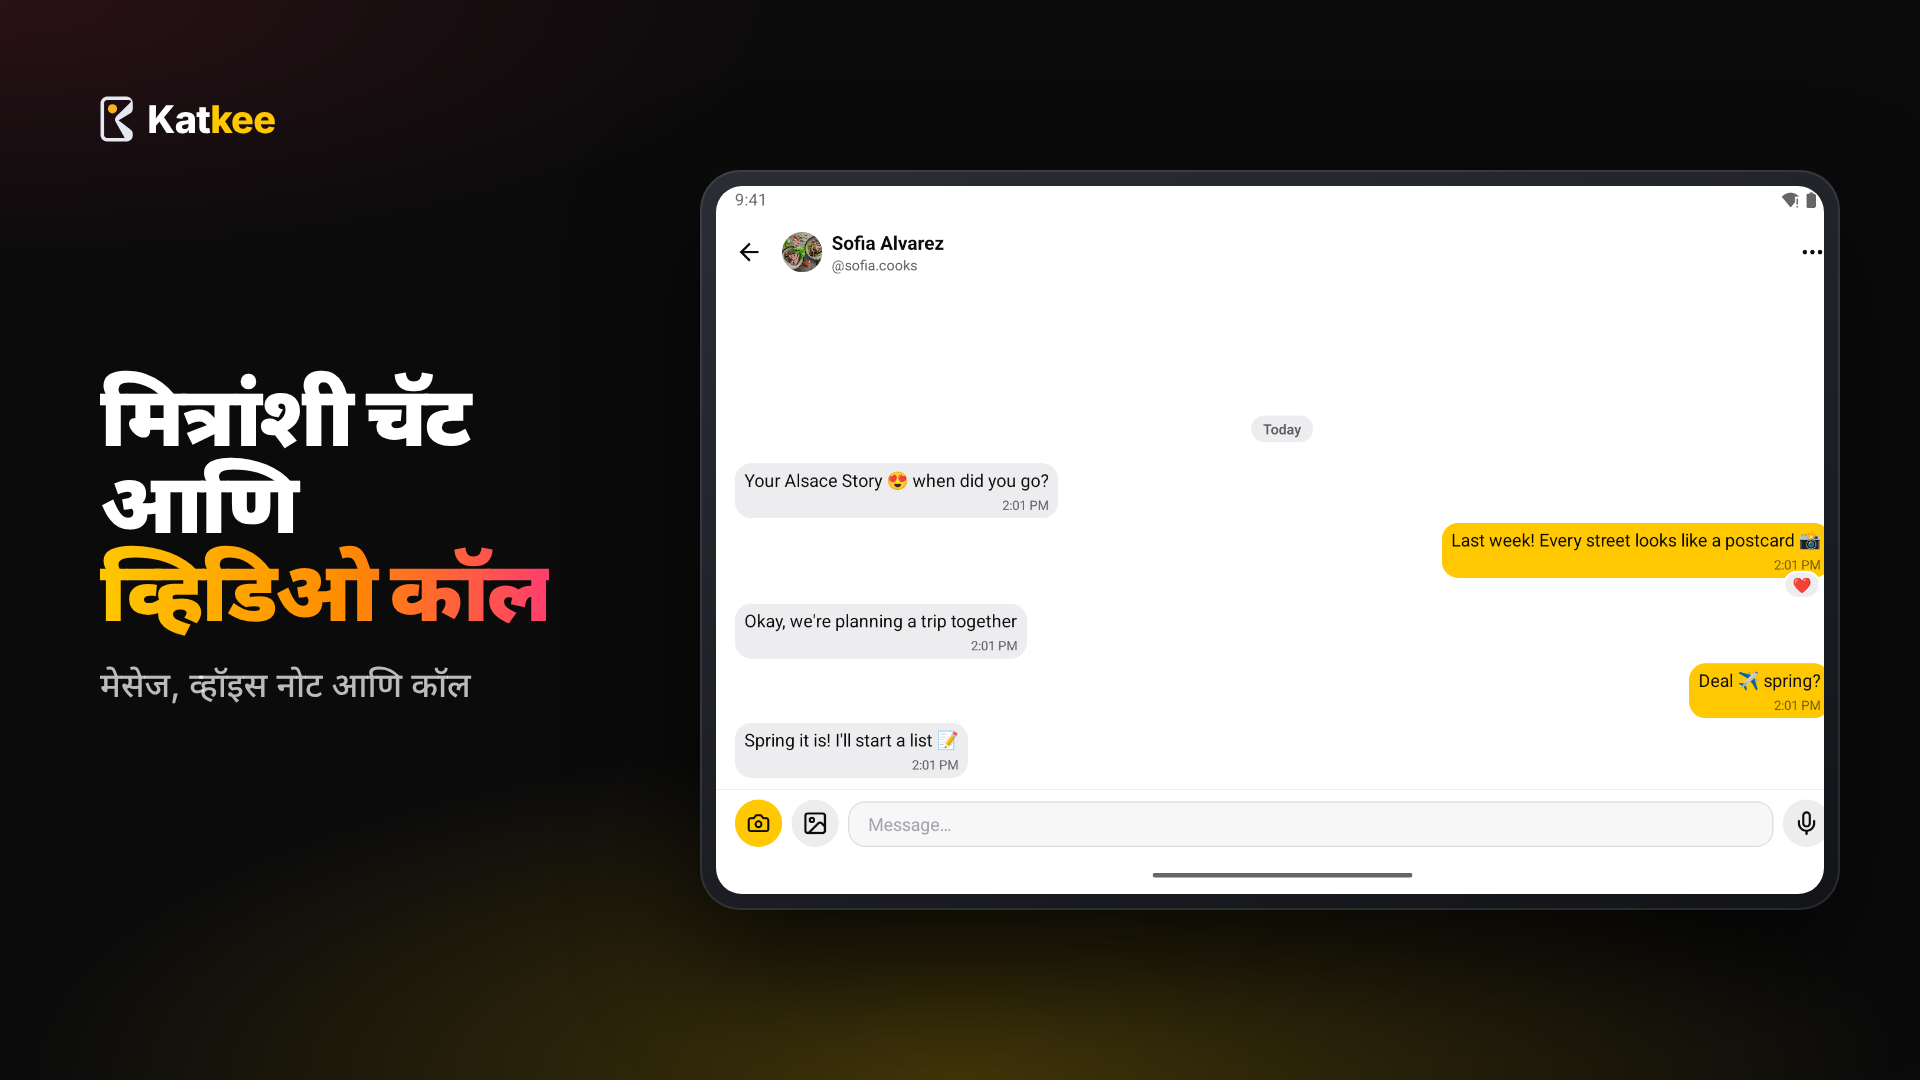 Katkee
मित्रांशी चॅट
आणि
व्हिडिओ कॉल
मेसेज, व्हॉइस नोट आणि कॉल
9:41
Sofia Alvarez
@sofia.cooks
Today
Your Alsace Story 😍 when did you go?
2:01 PM
Last week! Every street looks like a postcard 📸
2:01 PM
❤️
Okay, we're planning a trip together
2:01 PM
Deal ✈️ spring?
2:01 PM
Spring it is! I'll start a list 📝
2:01 PM
Message...